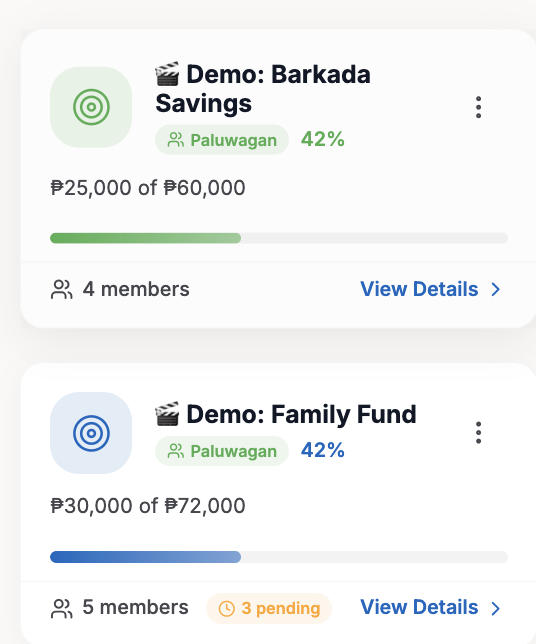 🎬 Demo: Barkada
Savings
Paluwagan 42%
₱25,000 of ₱60,000
4 members View Details
🎬 Demo: Family Fund
Paluwagan 42%
₱30,000 of ₱72,000
5 members 3 pending View Details